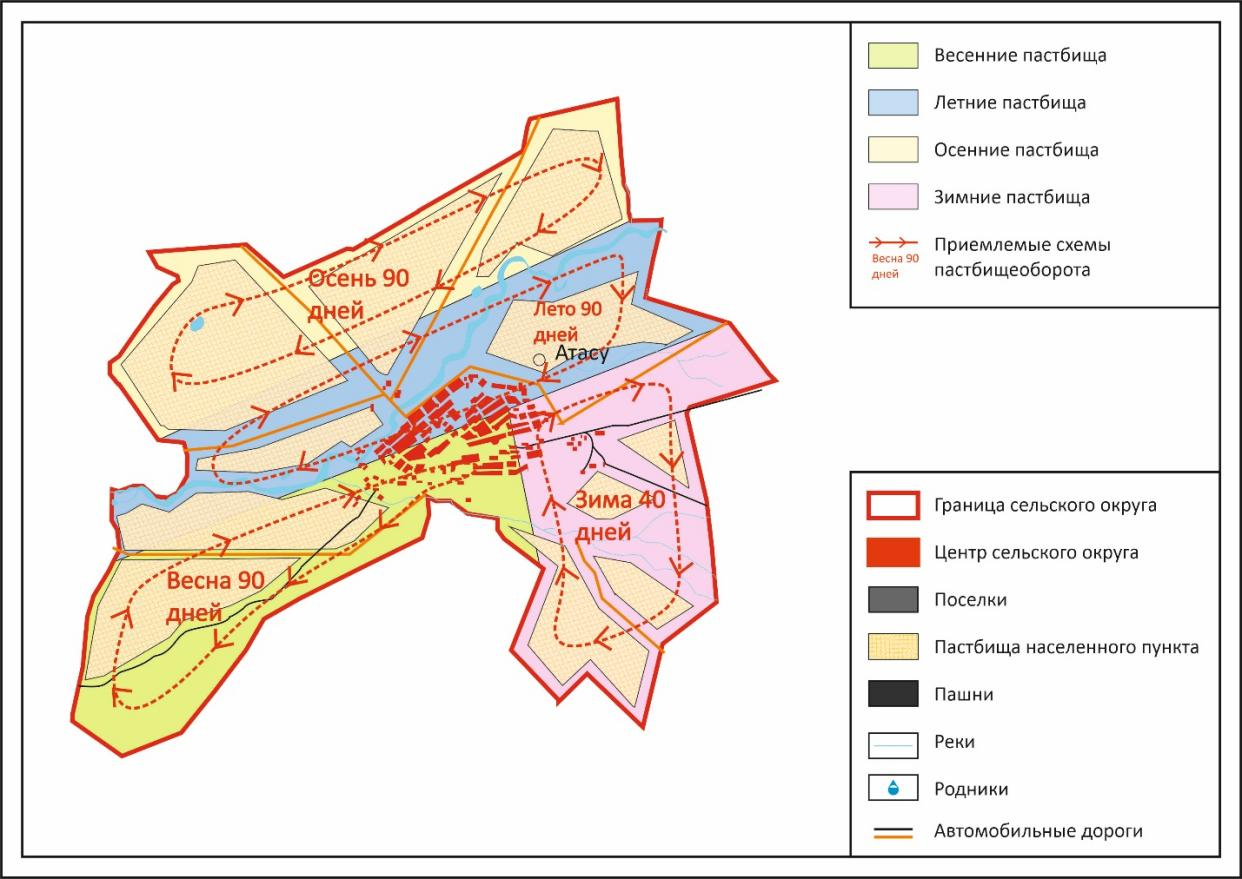 Весенние пастбища
Летние пастбища
Осенние пастбища
Зимние пастбища
Приемлемые схемы
пастбищеоборота
Весна 90
дней
Осень 90
дней
Лето 90
дней
Атасу
Зима 40
дней
Весна 90
дней
Граница сельского округа
Центр сельского округа
Поселки
Пастбища населенного пункта
Пашни
Реки
Родники
Автомобильные дороги